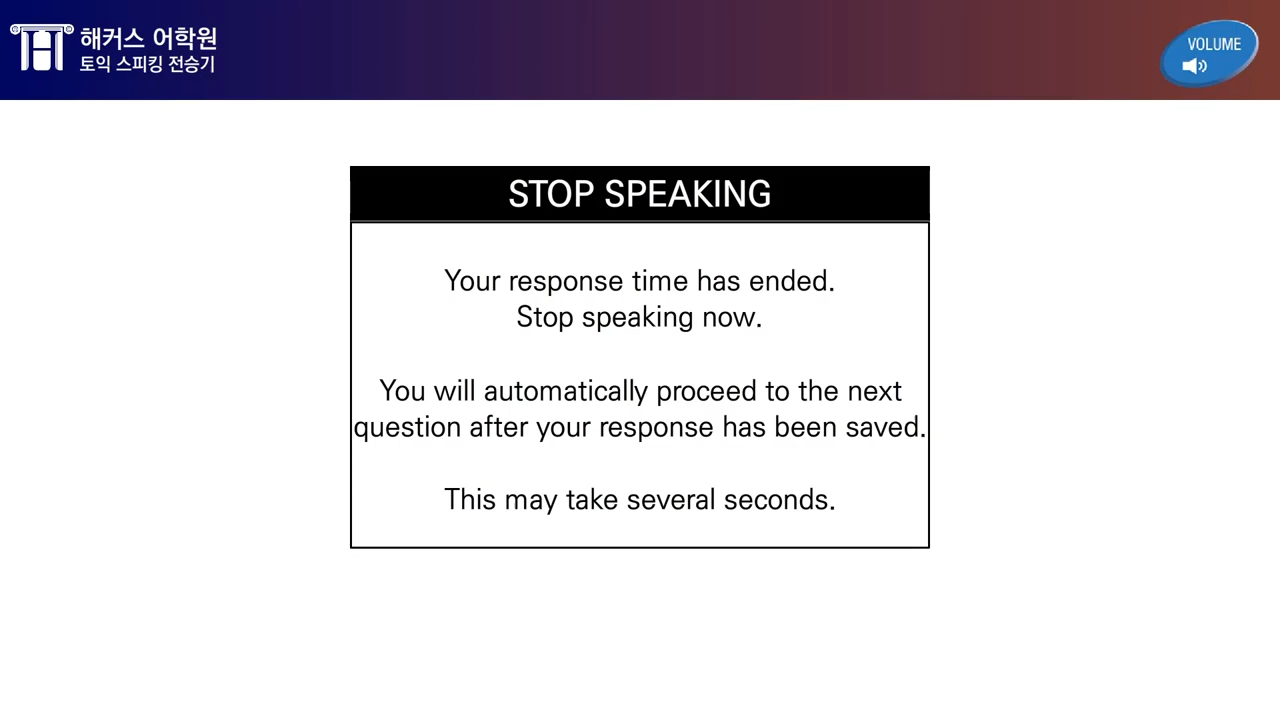 해커스 어학원
토익 스피킹 전승기
VOLUME
STOP SPEAKING
Your response time has ended.
Stop speaking now.
You will automatically proceed to the next
question after your response has been saved.
This may take several seconds.